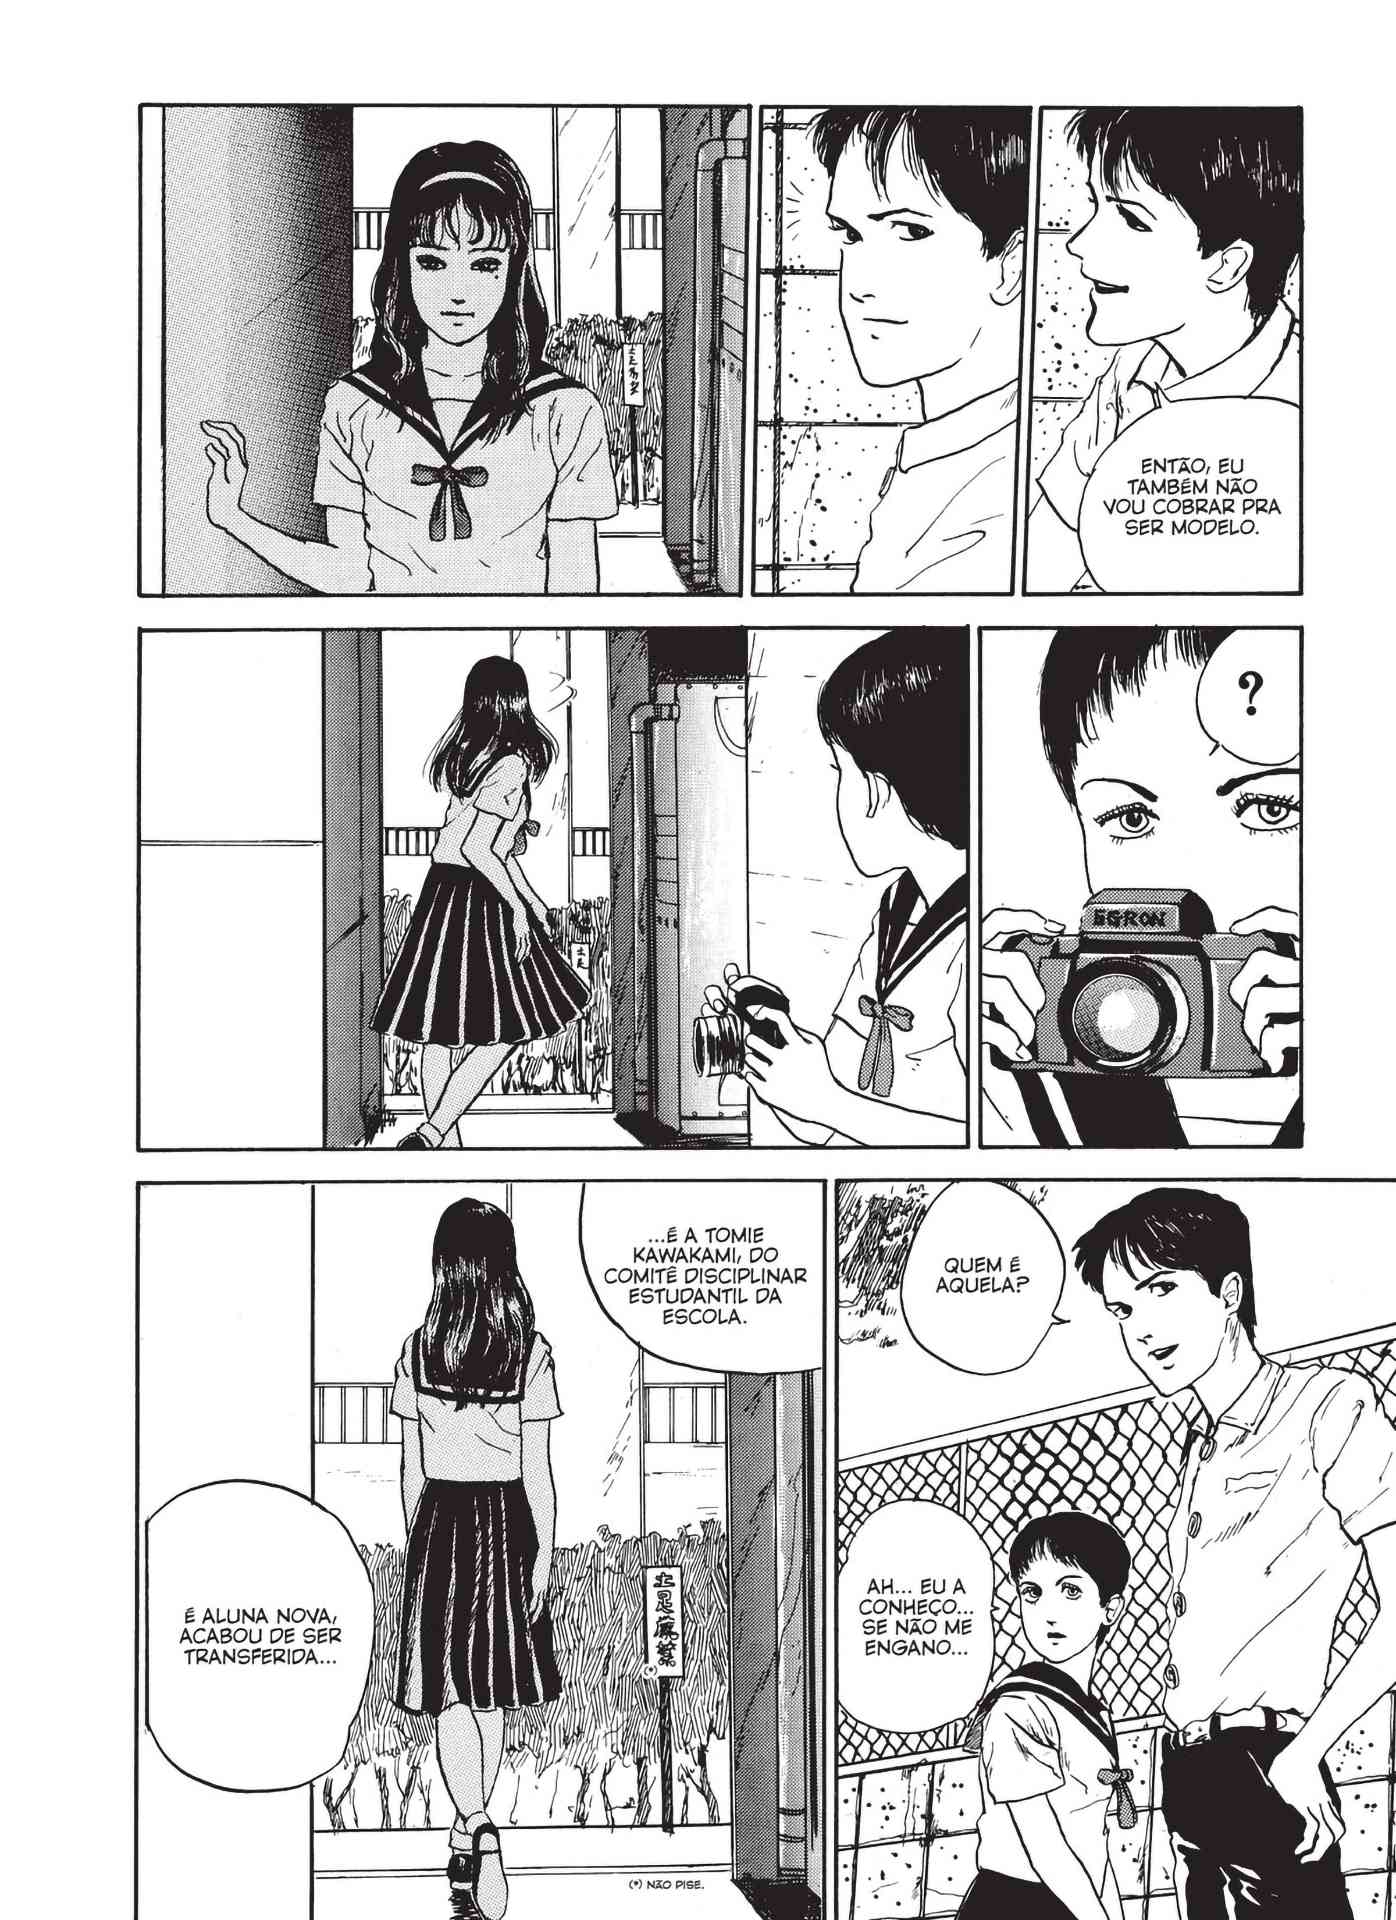 ENTÃO, EU
TAMBÉM NÃO
VOU COBRAR PRA
SER MODELO.
?
EGRON
QUEM É
AQUELA?
AH... EU A
CONHEÇO...
SE NÃO ME
ENGANO...
...É A TOMIE
KAWAKAMI, DO
COMITÊ DISCIPLINAR
ESTUDANTIL DA
ESCOLA.
É ALUNA NOVA,
ACABOU DE SER
TRANSFERIDA...
(*)
(*) NÃO PISE.